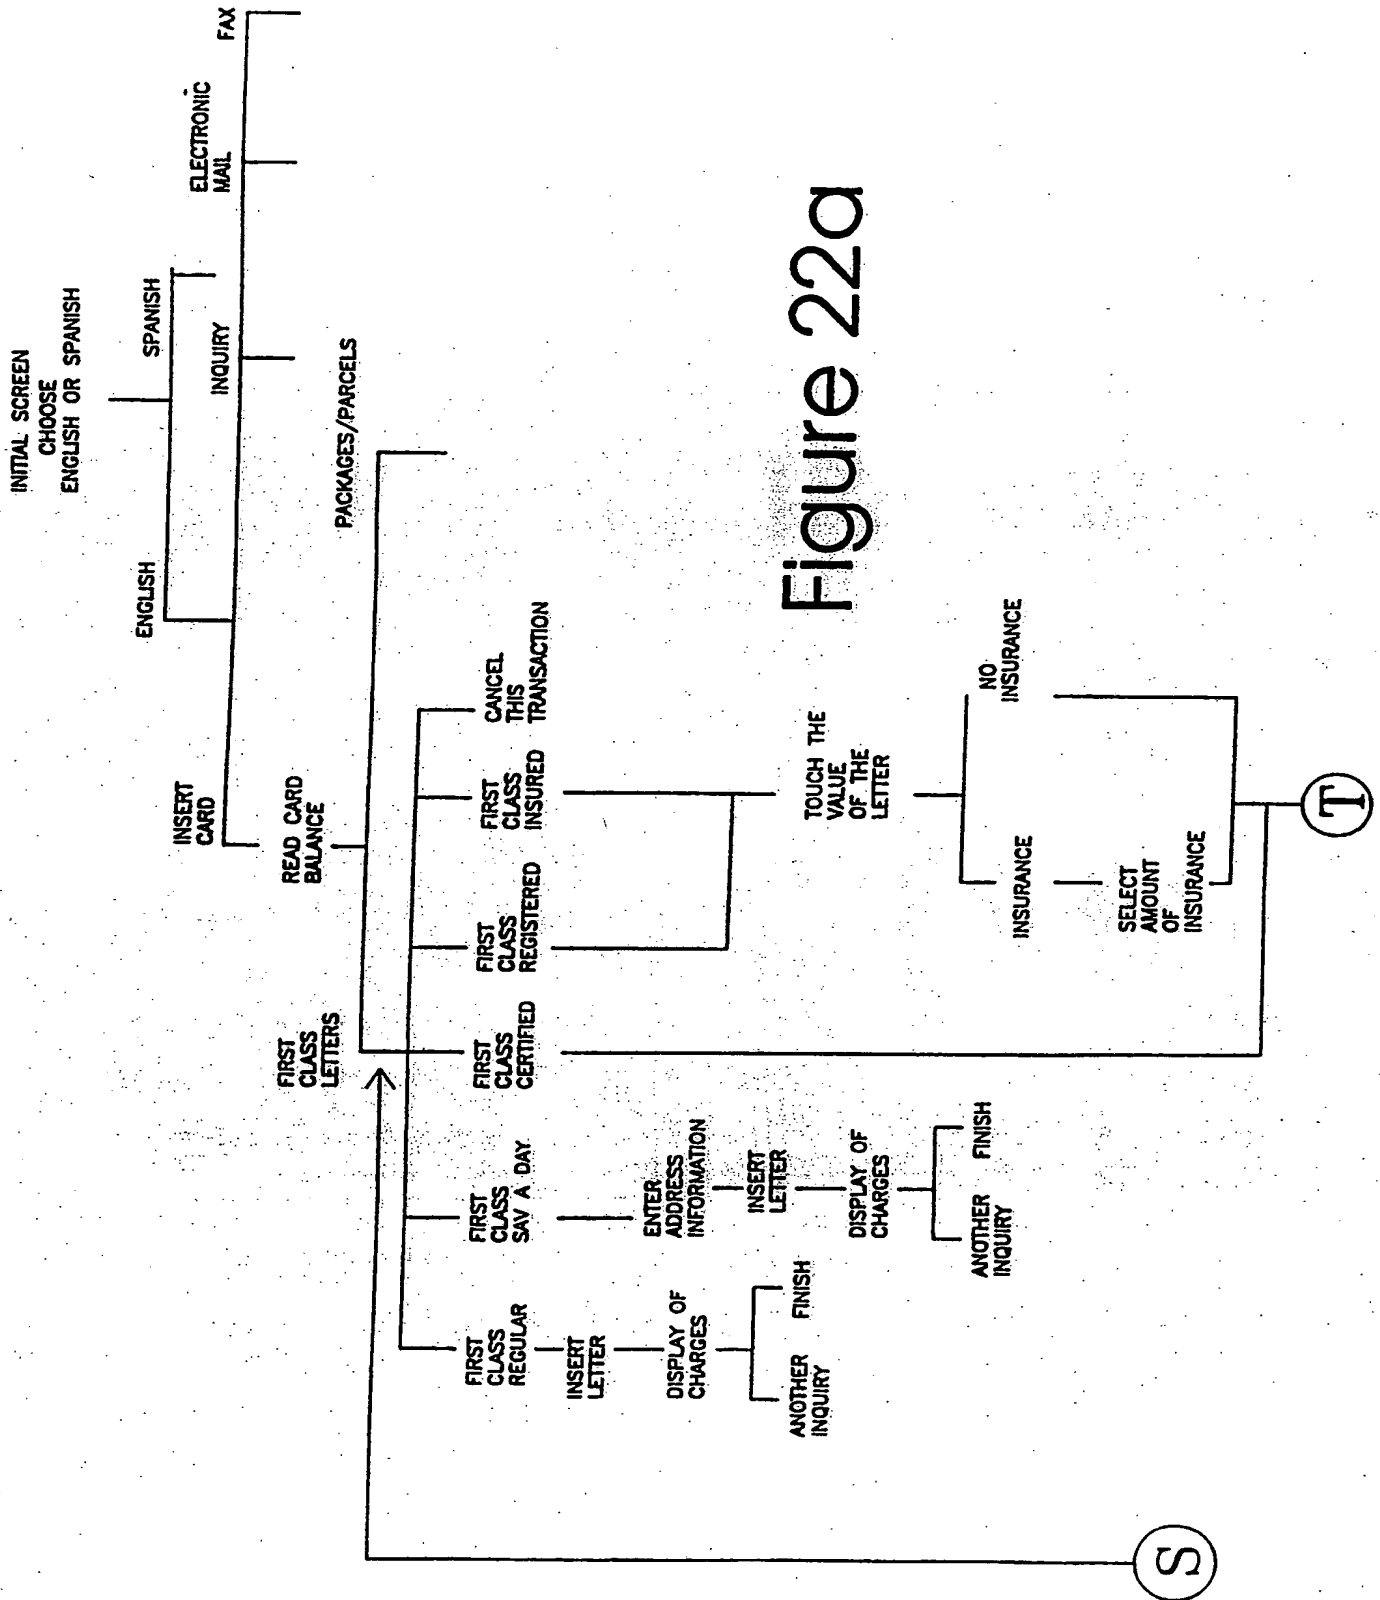 INITIAL SCREEN
CHOOSE
ENGLISH OR SPANISH
ENGLISH
SPANISH
INSERT
CARD
INQUIRY
ELECTRONIC
MAIL
FAX
READ CARD
BALANCE
FIRST
CLASS
LETTERS
PACKAGES/PARCELS
FIRST
CLASS
REGULAR
FIRST
CLASS
SAV A DAY
FIRST
CLASS
CERTIFIED
FIRST
CLASS
REGISTERED
FIRST
CLASS
INSURED
CANCEL
THIS
TRANSACTION
INSERT
LETTER
DISPLAY OF
CHARGES
ANOTHER
INQUIRY
FINISH
ENTER
ADDRESS
INFORMATION
INSERT
LETTER
DISPLAY OF
CHARGES
ANOTHER
INQUIRY
FINISH
TOUCH THE
VALUE
OF THE
LETTER
INSURANCE
NO
INSURANCE
SELECT
AMOUNT
OF
INSURANCE
S
T
Figure 22a